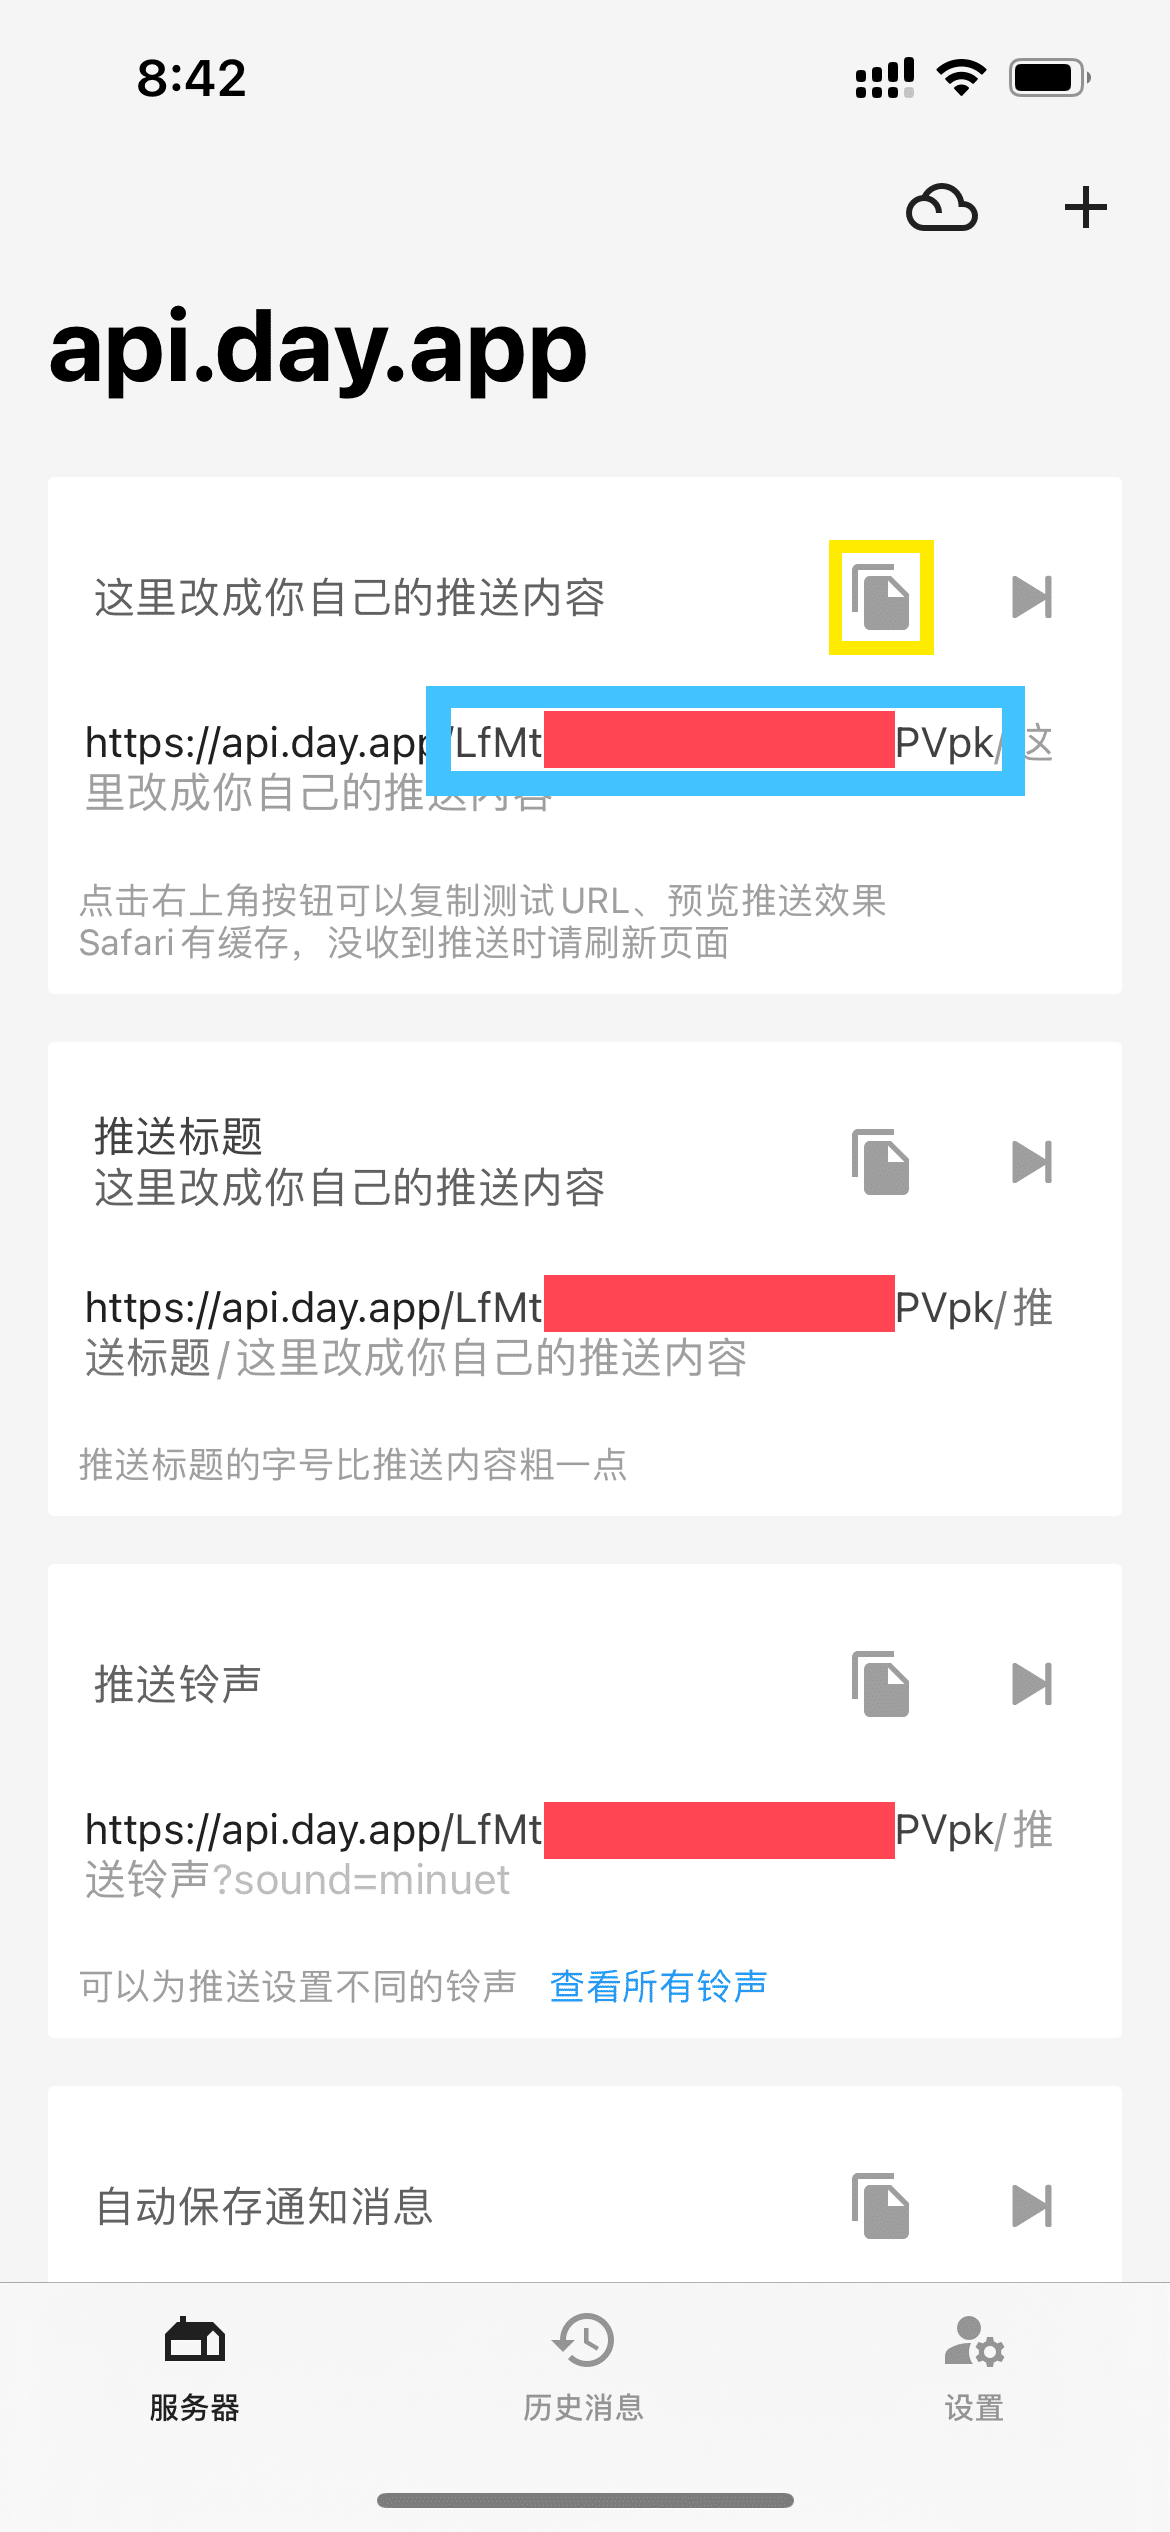 8:42
api.day.app
这里改成你自己的推送内容
https://api.day.app/LfMt PVpk/这
里改成你自己的推送内容
点击右上角按钮可以复制测试URL、预览推送效果
Safari有缓存，没收到推送时请刷新页面
推送标题
这里改成你自己的推送内容
https://api.day.app/LfMt PVpk/推
送标题/这里改成你自己的推送内容
推送标题的字号比推送内容粗一点
推送铃声
https://api.day.app/LfMt PVpk/推
送铃声?sound=minuet
可以为推送设置不同的铃声 查看所有铃声
自动保存通知消息
服务器 历史消息 设置